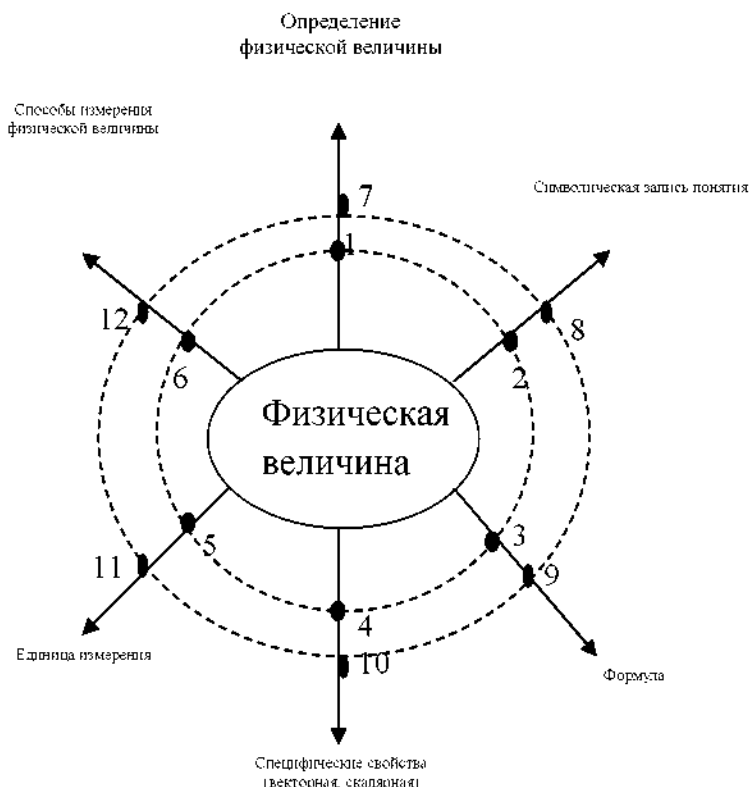 Определение
физической величины
Способы измерения
физической величины
Символическая запись понятия
7
1
12
8
6
2
Физическая
величина
5
3
11
9
4
10
Единица измерения
Формула
Специфические свойства
(векторная, скалярная)